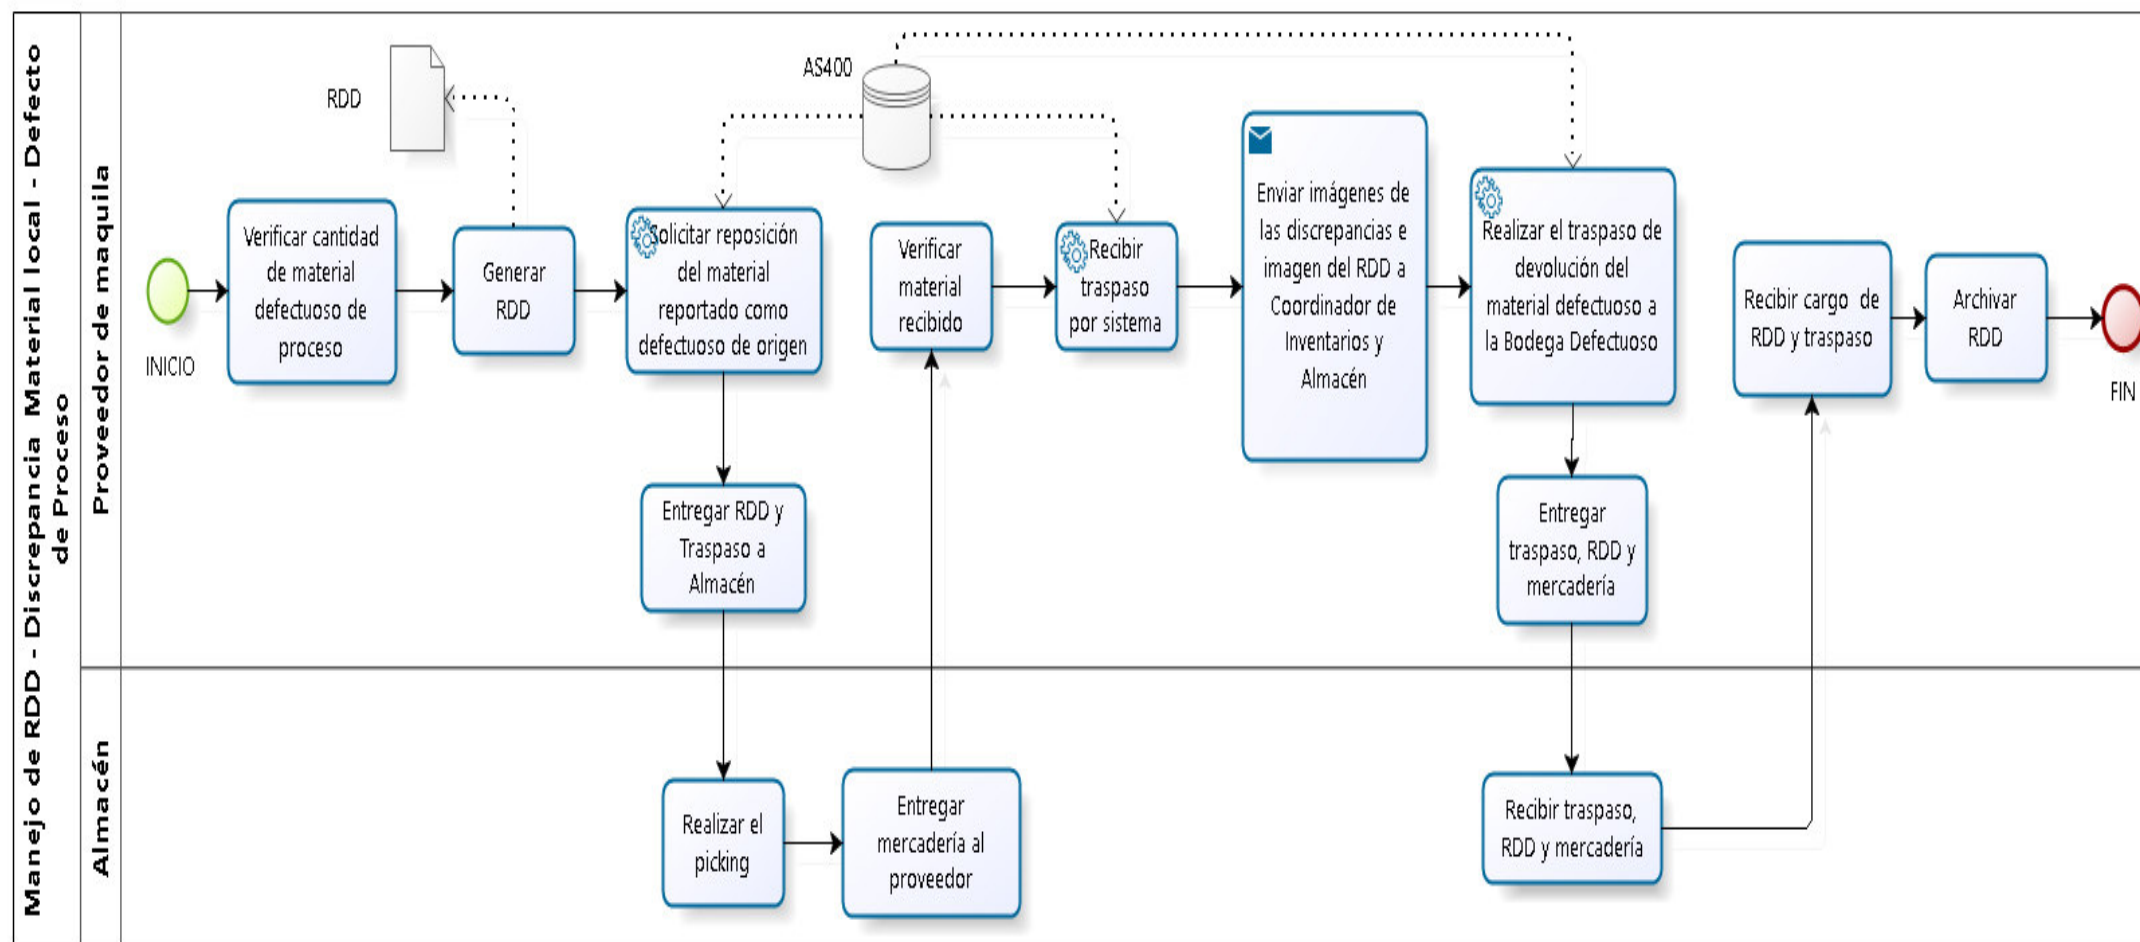 Manejo de RDD - Discrepancia Material local - Defecto
de Proceso
Proveedor de maquila
INICIO
Verificar cantidad
de material
defectuoso de
proceso
RDD
Generar
RDD
AS400
Solicitar reposición
del material
reportado como
defectuoso de origen
Entregar RDD y
Traspaso a
Almacén
Verificar
material
recibido
Recibir
traspaso
por sistema
Enviar imágenes de
las discrepancias e
imagen del RDD a
Coordinador de
Inventarios y
Almacén
Realizar el traspaso de
devolución del
material defectuoso a
la Bodega Defectuoso
Entregar
traspaso, RDD y
mercadería
Recibir cargo de
RDD y traspaso
Archivar
RDD
FIN
Almacén
Realizar el
picking
Entregar
mercadería al
proveedor
Recibir traspaso,
RDD y mercadería